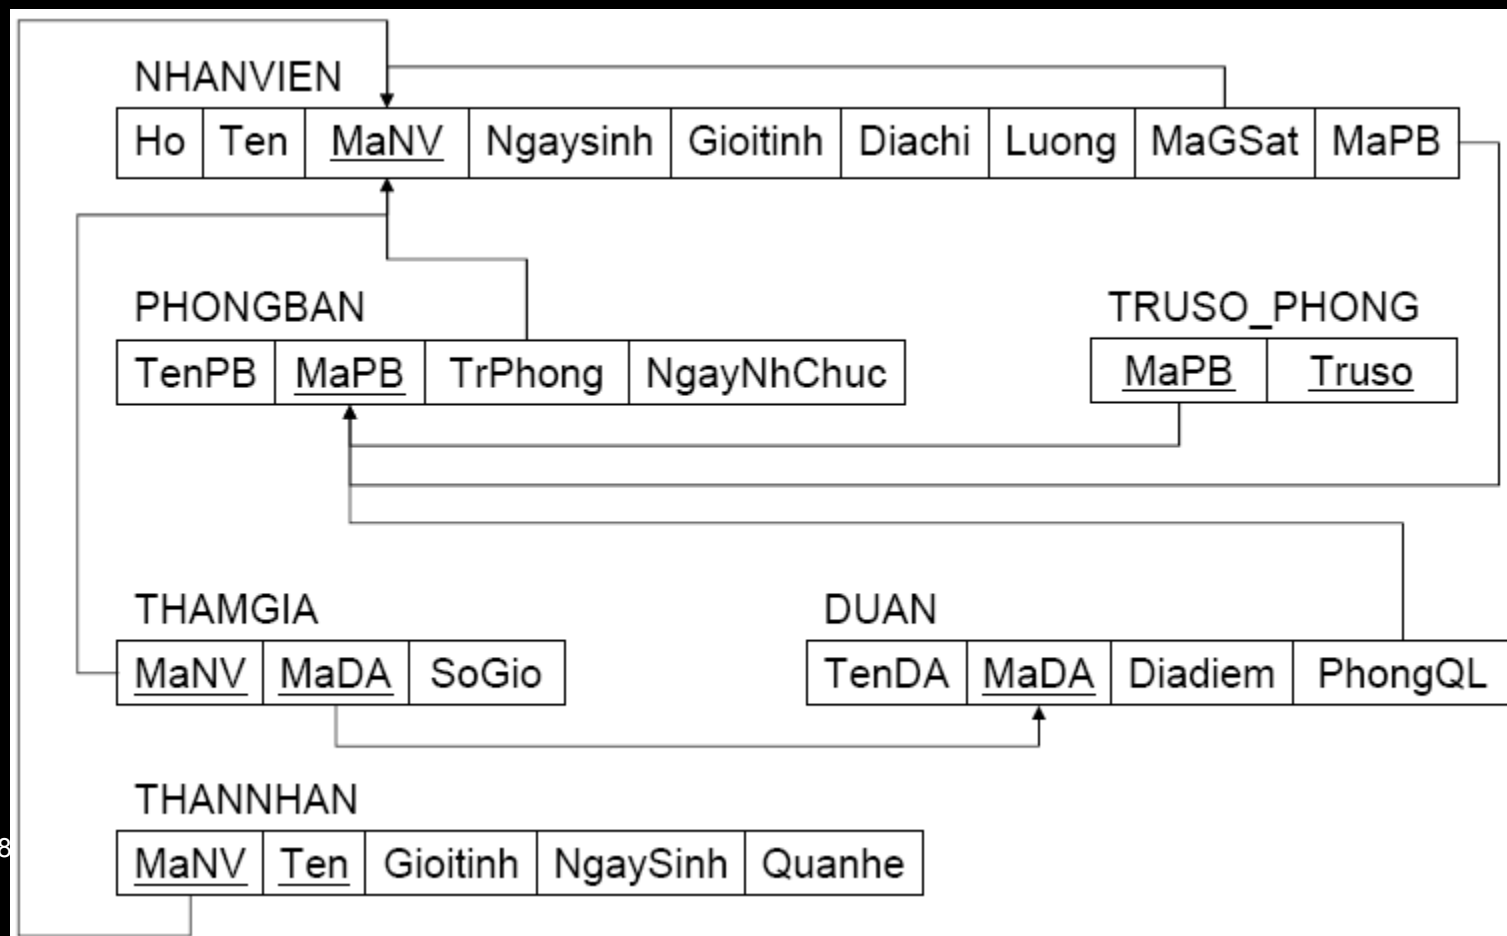 NHANVIEN
Ho Ten MaNV Ngaysinh Gioitinh Diachi Luong MaGSat MaPB
PHONGBAN
TenPB MaPB TrPhong NgayNhChuc
TRUSO_PHONG
MaPB Truso
THAMGIA
MaNV MaDA SoGio
DUAN
TenDA MaDA Diadiem PhongQL
THANNHAN
8
MaNV Ten Gioitinh NgaySinh Quanhe